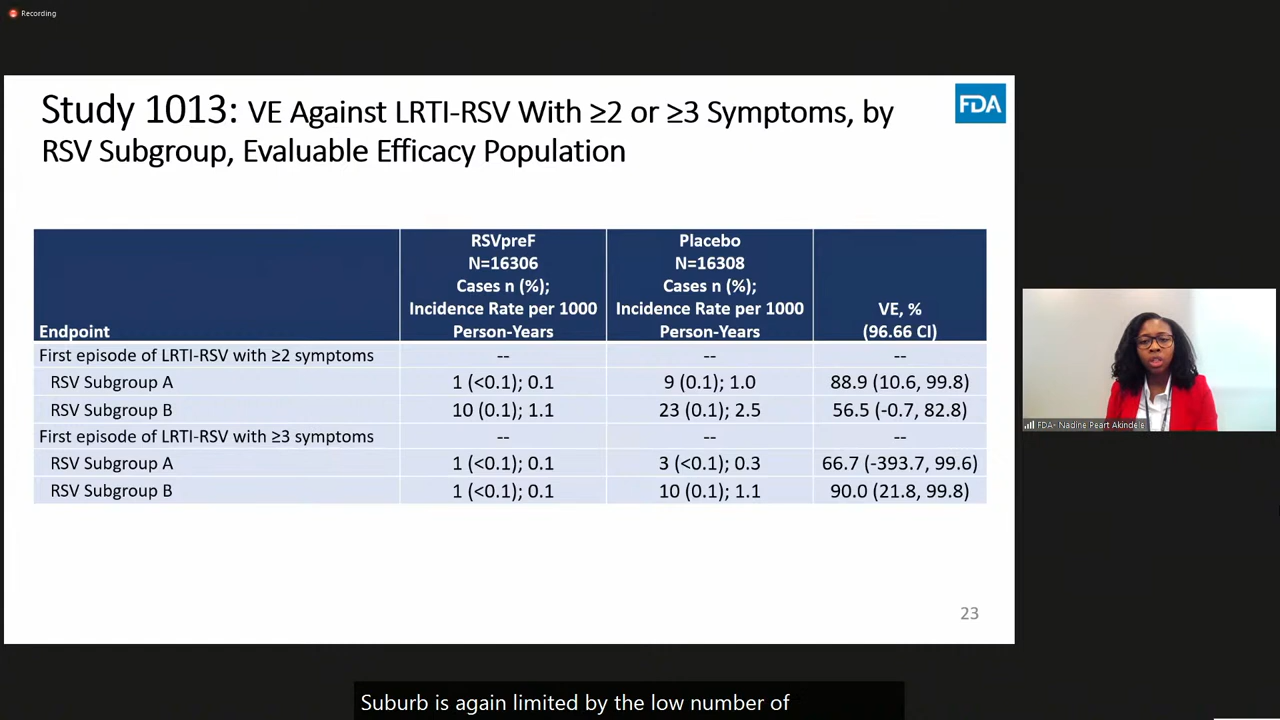 Recording
Study 1013: VE Against LRTI-RSV With ≥2 or ≥3 Symptoms, by
RSV Subgroup, Evaluable Efficacy Population
FDA
Endpoint
RSVpreF
N=16306
Cases n (%);
Incidence Rate per 1000
Person-Years
Placebo
N=16308
Cases n (%);
Incidence Rate per 1000
Person-Years
VE, %
(96.66 CI)
First episode of LRTI-RSV with ≥2 symptoms -- -- --
RSV Subgroup A 1 (<0.1); 0.1 9 (0.1); 1.0 88.9 (10.6, 99.8)
RSV Subgroup B 10 (0.1); 1.1 23 (0.1); 2.5 56.5 (-0.7, 82.8)
First episode of LRTI-RSV with ≥3 symptoms -- -- --
RSV Subgroup A 1 (<0.1); 0.1 3 (<0.1); 0.3 66.7 (-393.7, 99.6)
RSV Subgroup B 1 (<0.1); 0.1 10 (0.1); 1.1 90.0 (21.8, 99.8)
23
FDA- Nadine Peart Akindele
Suburb is again limited by the low number of